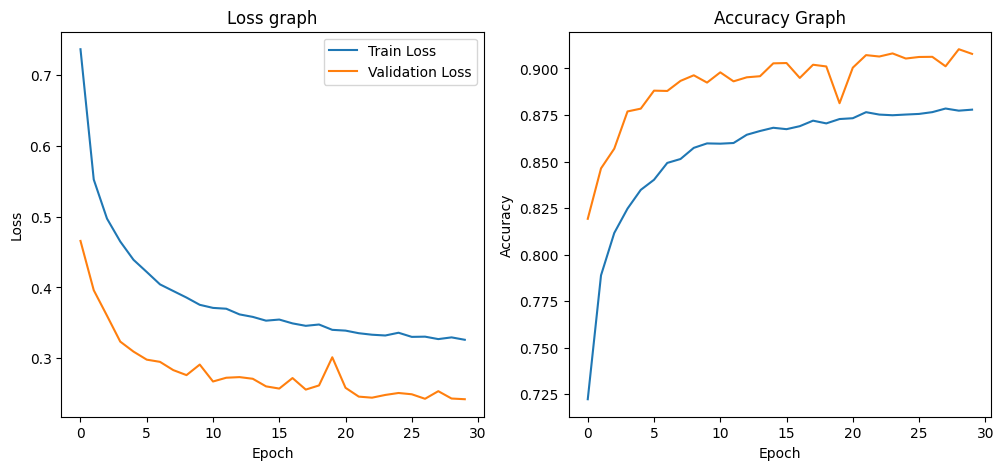 Loss graph
Train Loss
Validation Loss
0.7
0.6
0.5
0.4
0.3
Loss
0 5 10 15 20 25 30
Epoch
Accuracy Graph
0.900
0.875
0.850
0.825
0.800
0.775
0.750
0.725
Accuracy
0 5 10 15 20 25 30
Epoch